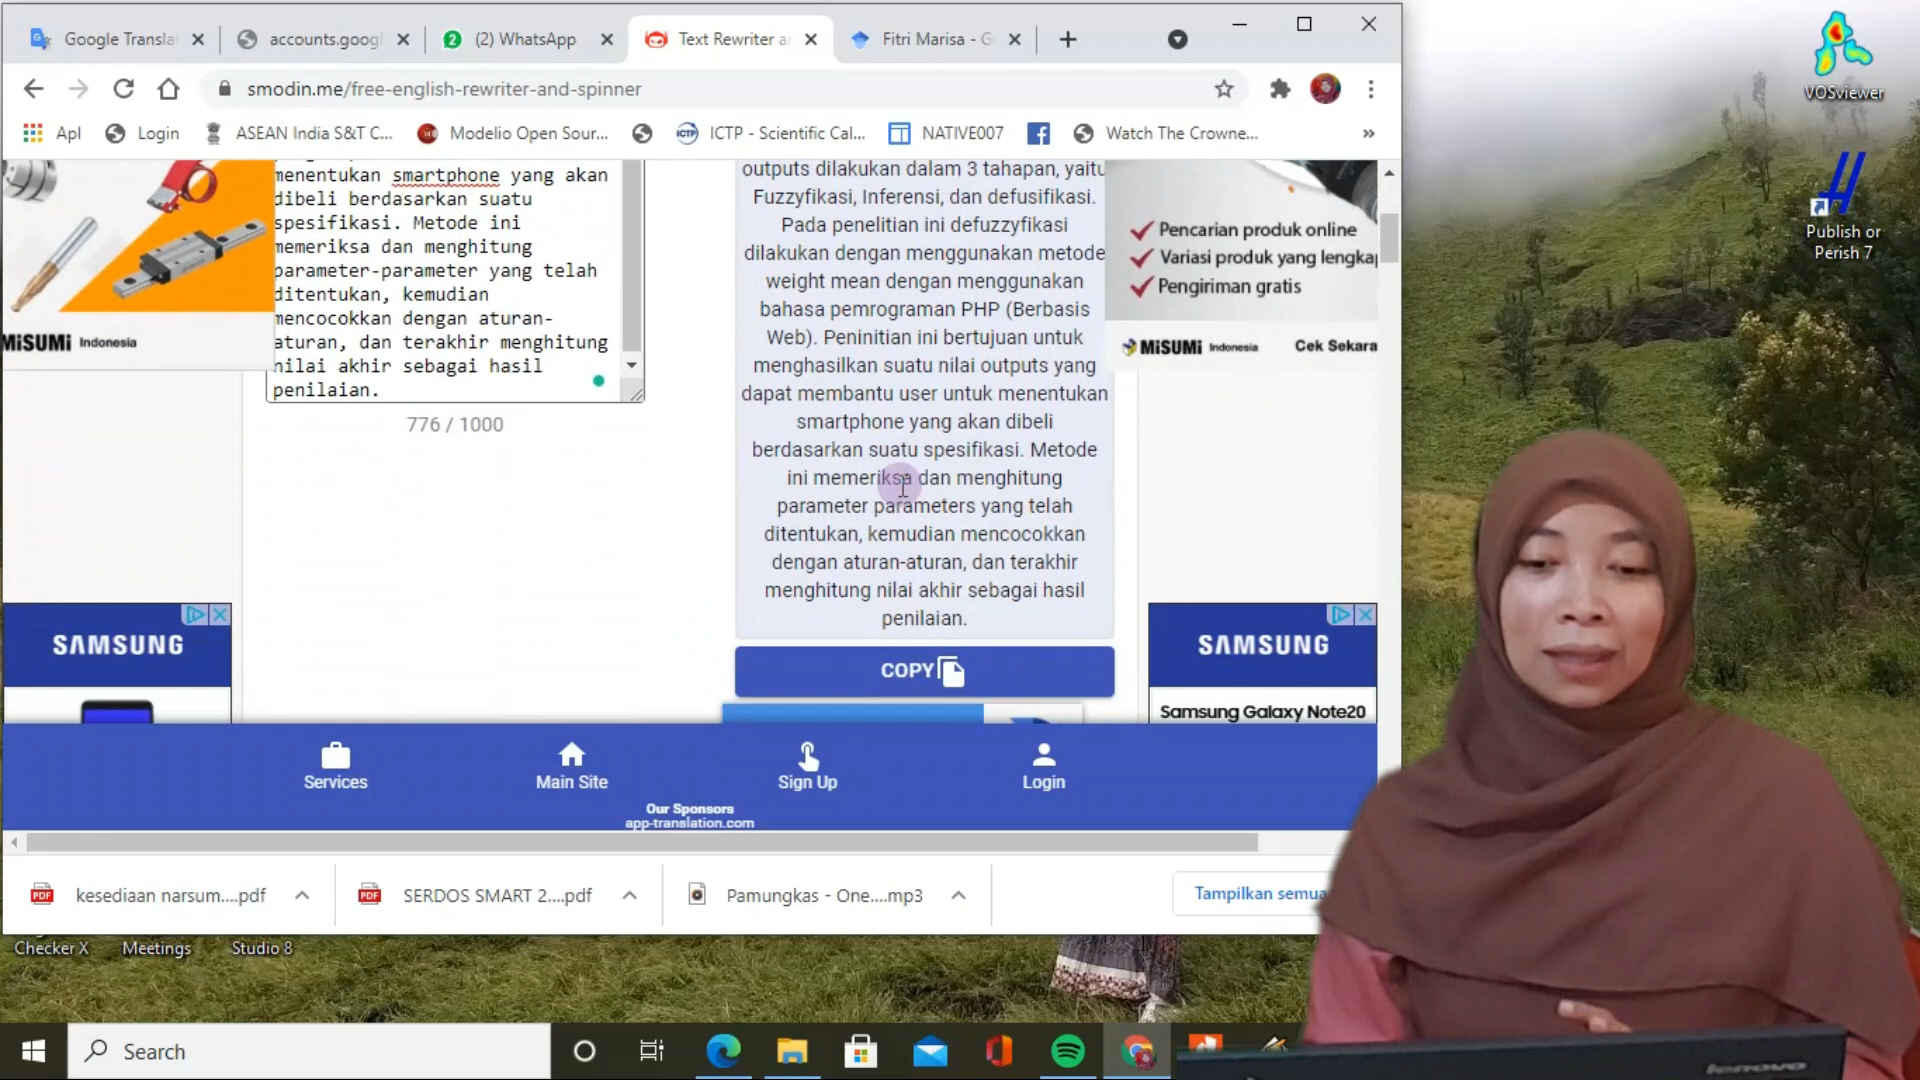 Google Transla
accounts.googl
(2) WhatsApp
Text Rewriter a
Fitri Marisa - G
smodin.me/free-english-rewriter-and-spinner
Apl
Login
ASEAN India S&T C...
Modelio Open Sour...
ICTP - Scientific Cal...
NATIVE007
Watch The Crowne...
»
menentukan smartphone yang akan
dibeli berdasarkan suatu
spesifikasi. Metode ini
memeriksa dan menghitung
parameter-parameter yang telah
ditentukan, kemudian
mencocokkan dengan aturan-
aturan, dan terakhir menghitung
nilai akhir sebagai hasil
penilaian.
776 / 1000
MiSUMi Indonesia
outputs dilakukan dalam 3 tahapan, yaitu
Fuzzyfikasi, Inferensi, dan defusifikasi.
Pada penelitian ini defuzzyfikasi
dilakukan dengan menggunakan metode
weight mean dengan menggunakan
bahasa pemrograman PHP (Berbasis
Web). Peninitian ini bertujuan untuk
menghasilkan suatu nilai outputs yang
dapat membantu user untuk menentukan
smartphone yang akan dibeli
berdasarkan suatu spesifikasi. Metode
ini memeriksa dan menghitung
parameter parameters yang telah
ditentukan, kemudian mencocokkan
dengan aturan-aturan, dan terakhir
menghitung nilai akhir sebagai hasil
penilaian.
COPY
Pencarian produk online
Variasi produk yang lengka
Pengiriman gratis
MiSUMi Indonesia
Cek Sekara
SAMSUNG
SAMSUNG
Samsung Galaxy Note20
Services
Main Site
Sign Up
Login
Our Sponsors
app-translation.com
kesediaan narsum....pdf
SERDOS SMART 2....pdf
Pamungkas - One....mp3
Tampilkan semua
Checker X
Meetings
Studio 8
VOSviewer
Publish or
Perish 7
Search
lenovo